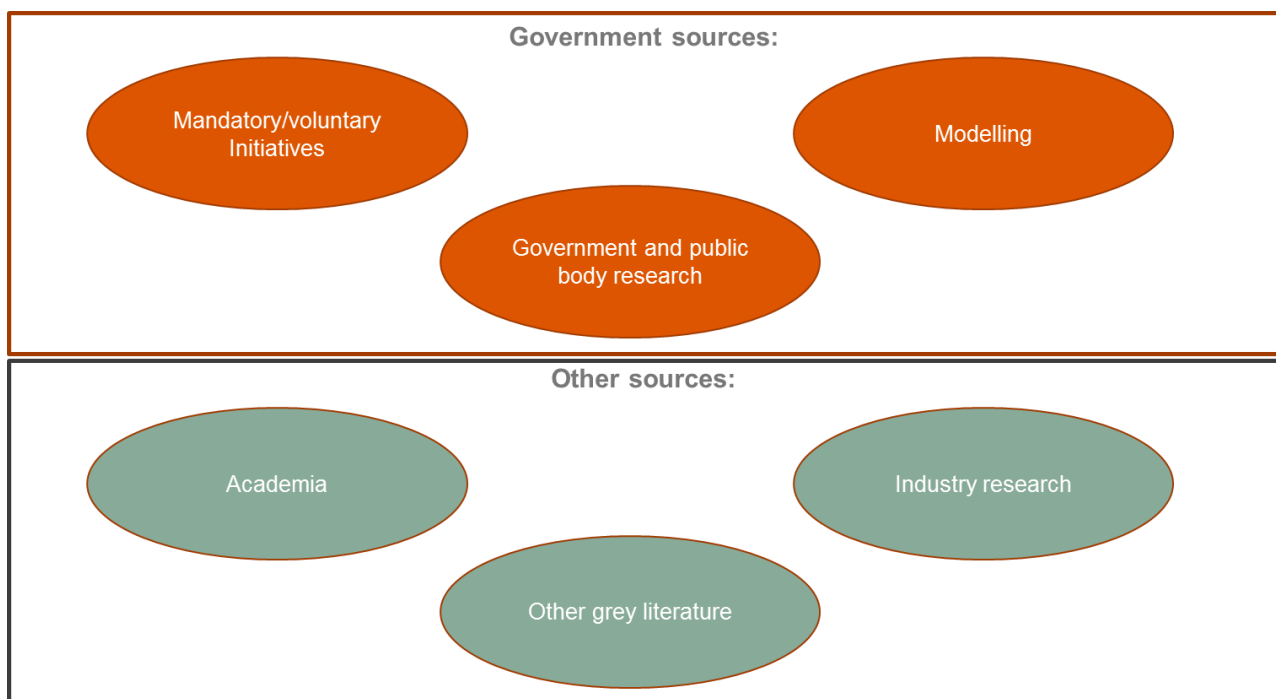 Government sources:
Mandatory/voluntary
Initiatives
Modelling
Government and public
body research
Other sources:
Academia
Industry research
Other grey literature